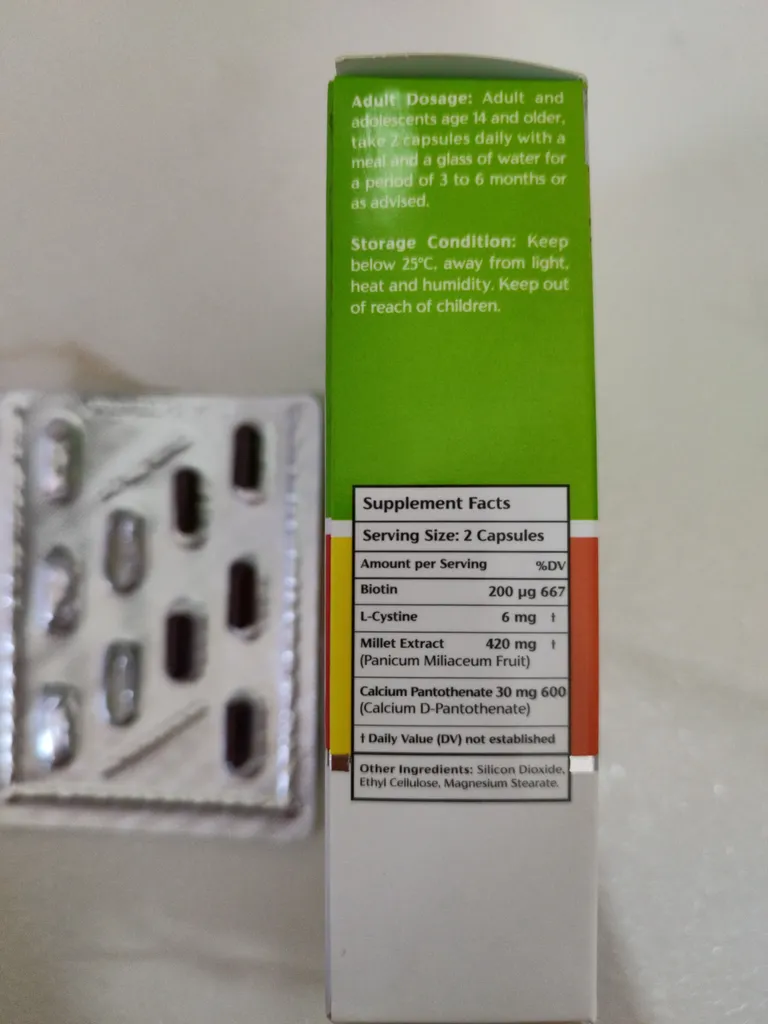 Adult Dosage: Adult and
adolescents age 14 and older,
take 2 capsules daily with a
meal and a glass of water for
a period of 3 to 6 months or
as advised.
Storage Condition: Keep
below 25°C, away from light,
heat and humidity. Keep out
of reach of children.
Supplement Facts
Serving Size: 2 Capsules
Amount per Serving %DV
Biotin 200 µg 667
L-Cystine 6 mg †
Millet Extract 420 mg †
(Panicum Miliaceum Fruit)
Calcium Pantothenate 30 mg 600
(Calcium D-Pantothenate)
† Daily Value (DV) not established
Other Ingredients: Silicon Dioxide,
Ethyl Cellulose, Magnesium Stearate.